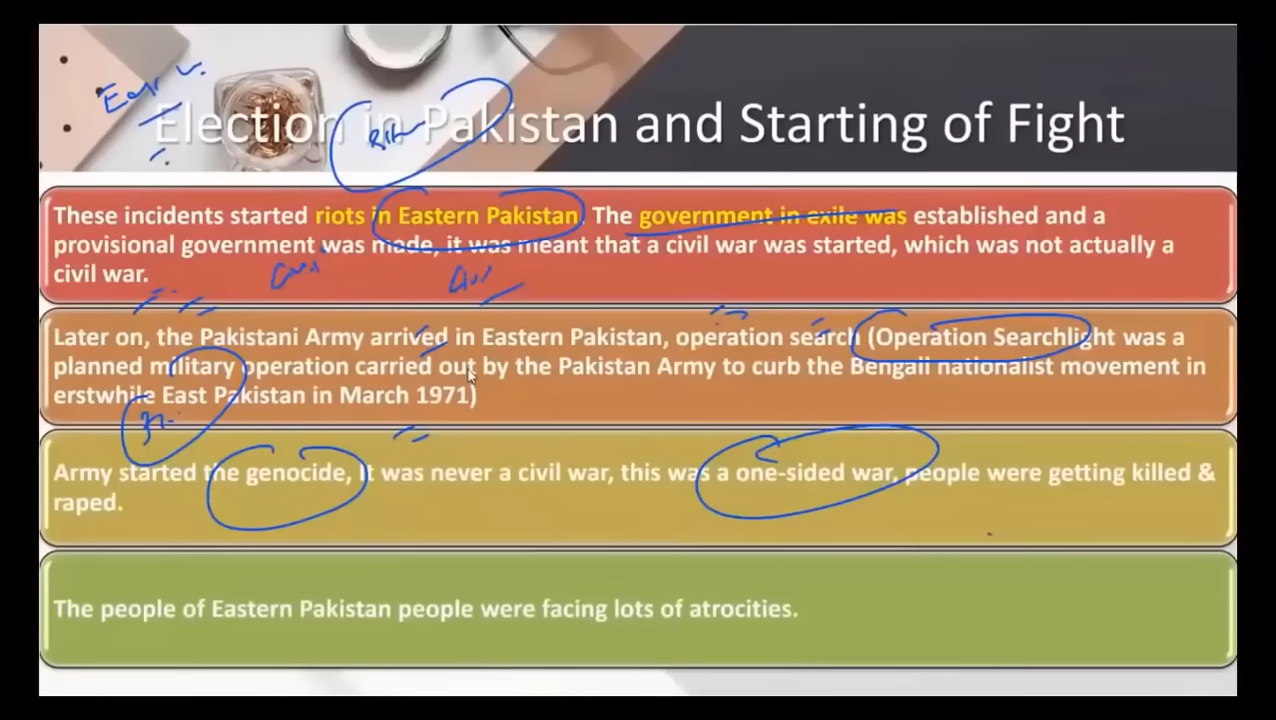 Election in Pakistan and Starting of Fight
These incidents started riots in Eastern Pakistan. The government in exile was established and a
provisional government was made, it was meant that a civil war was started, which was not actually a
civil war.
Later on, the Pakistani Army arrived in Eastern Pakistan, operation search (Operation Searchlight was a
planned military operation carried out by the Pakistan Army to curb the Bengali nationalist movement in
erstwhile East Pakistan in March 1971)
Army started the genocide, It was never a civil war, this was a one-sided war, people were getting killed &
raped.
The people of Eastern Pakistan people were facing lots of atrocities.